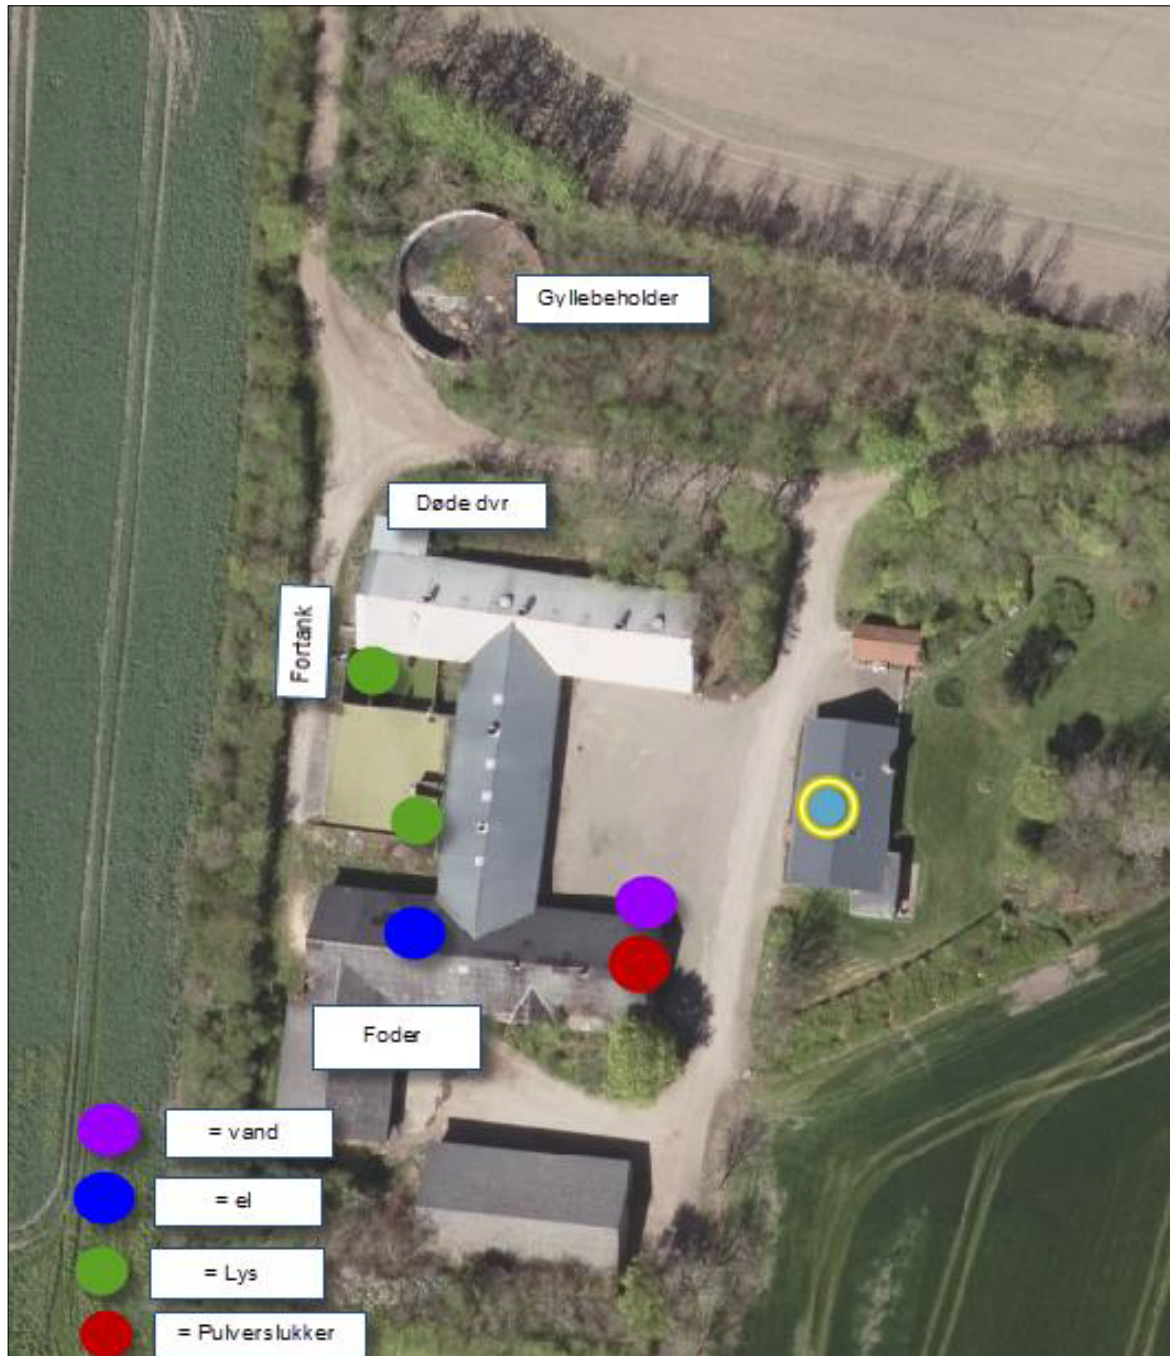 Gyllebeholder
Døde dyr
Fortank
Foder
= vand
= el
= Lys
= Pulverslukker